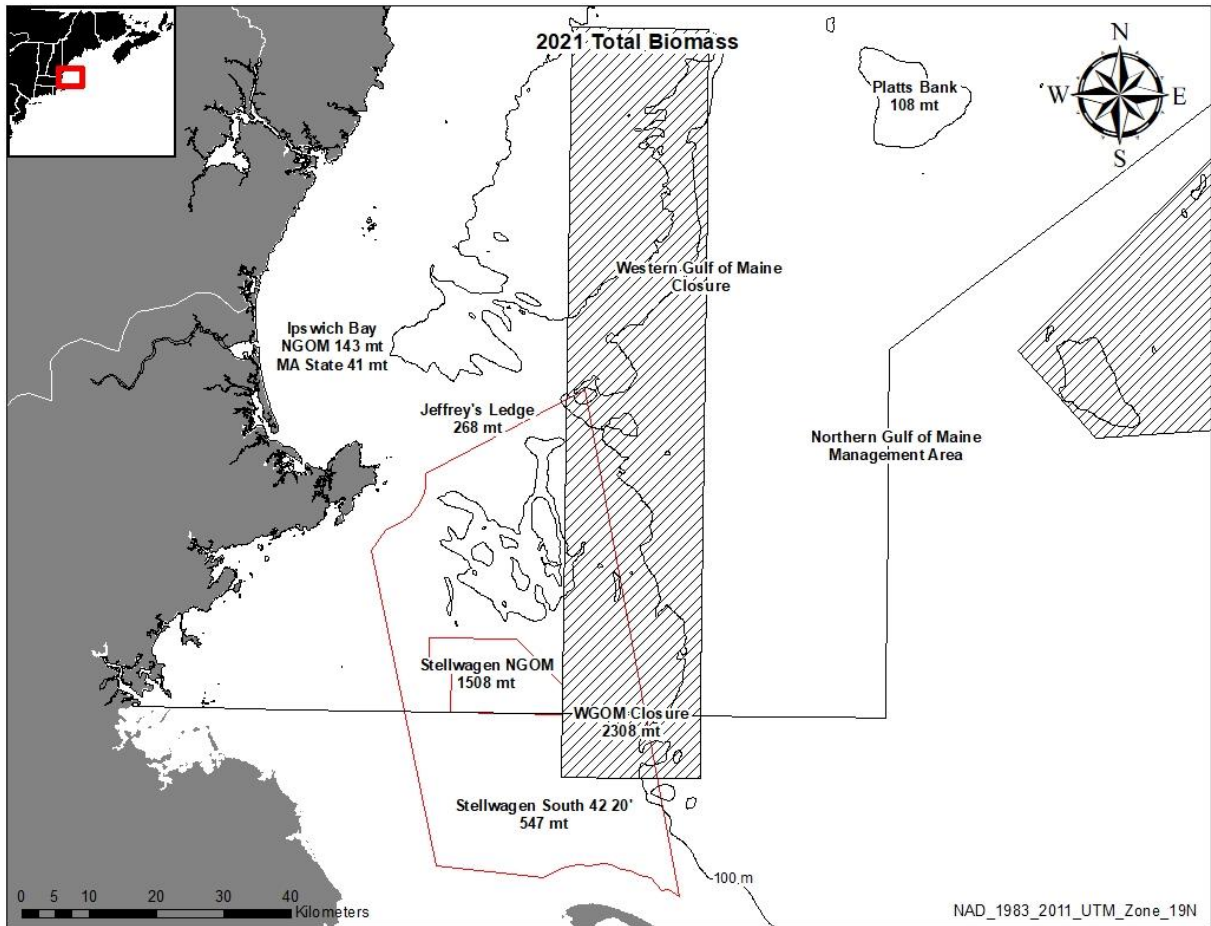 2021 Total Biomass
N
W E
S
Platts Bank
108 mt
Western Gulf of Maine
Closure
Ipswich Bay
NGOM 143 mt
MA State 41 mt
Jeffrey's Ledge
268 mt
Northern Gulf of Maine
Management Area
Stellwagen NGOM
1508 mt
WGOM Closure
2308 mt
Stellwagen South 42 20'
547 mt
100 m
0 5 10 20 30 40
Kilometers
NAD_1983_2011_UTM_Zone_19N